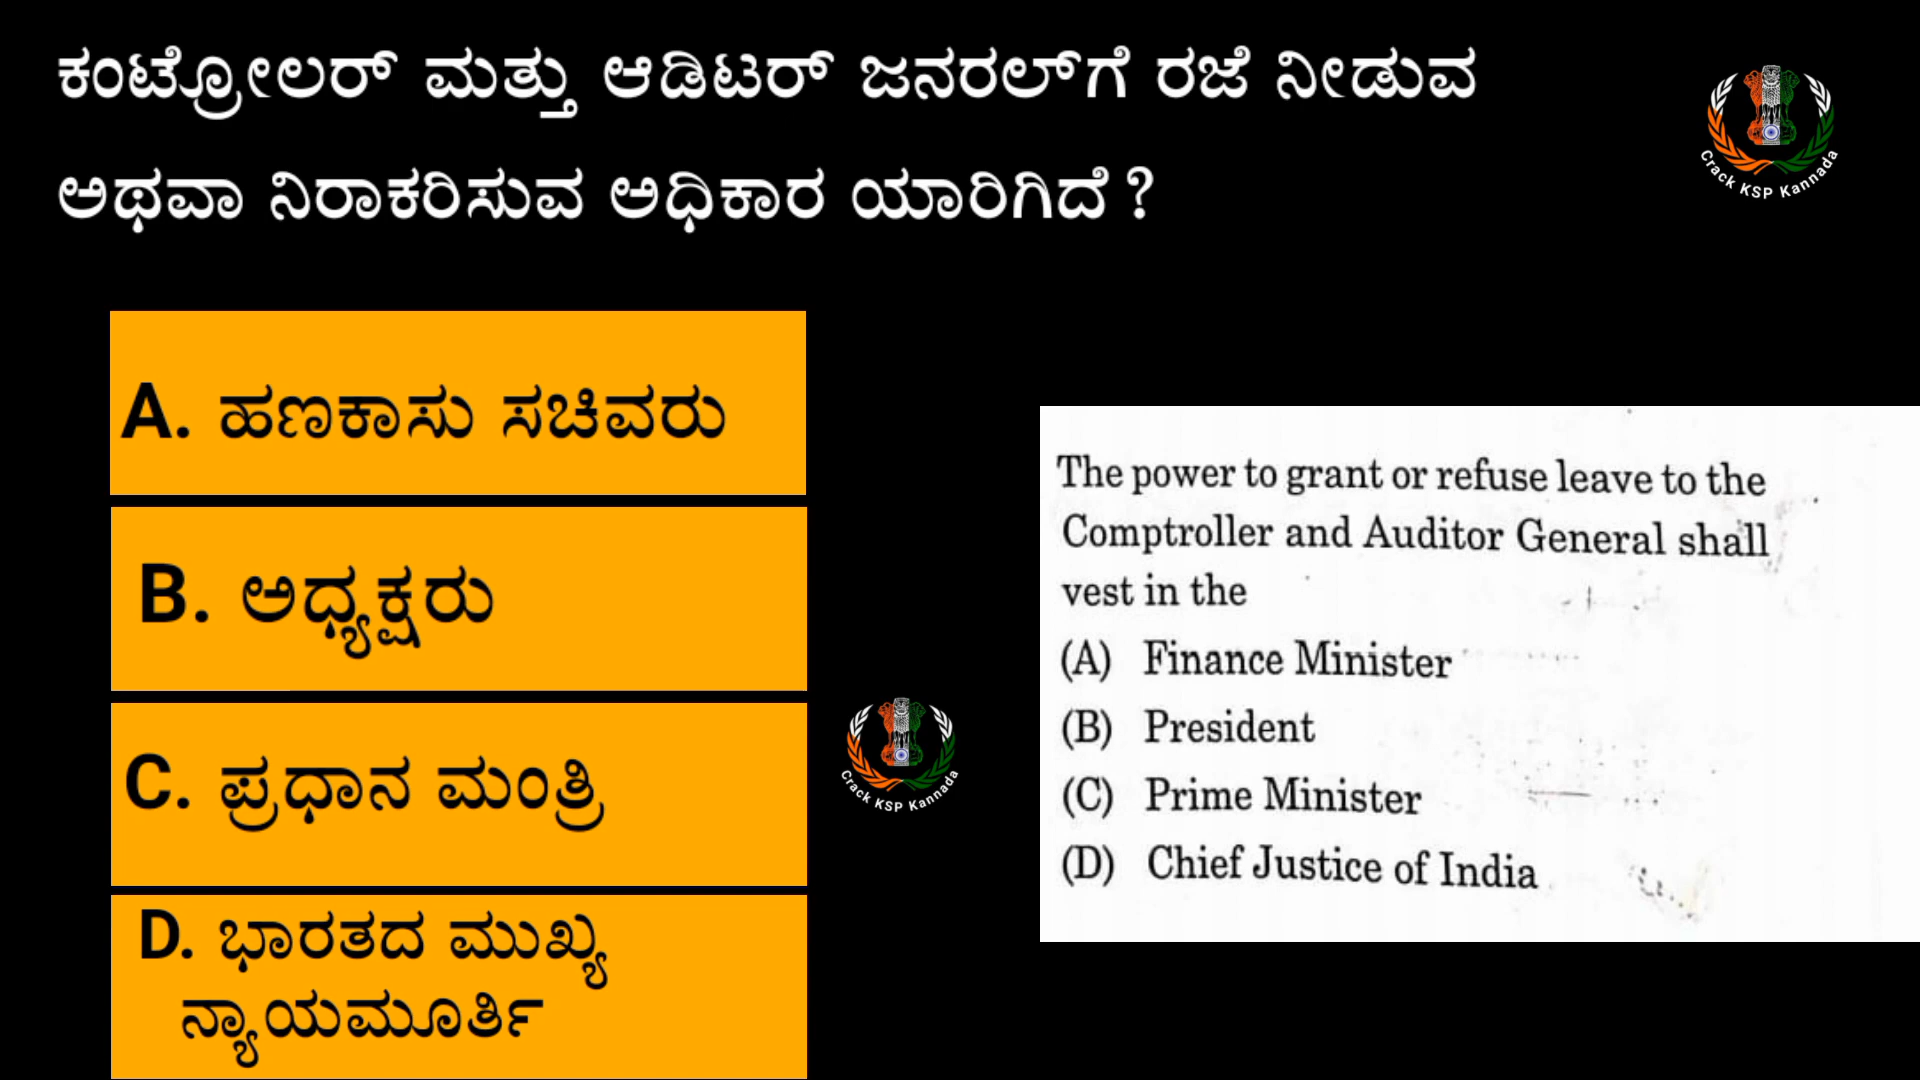 ಕಂಟ್ರೋಲರ್ ಮತ್ತು ಆಡಿಟರ್ ಜನರಲ್‌ಗೆ ರಜೆ ನೀಡುವ
ಅಥವಾ ನಿರಾಕರಿಸುವ ಅಧಿಕಾರ ಯಾರಿಗಿದೆ ?
Crack KSP Kannada
A. ಹಣಕಾಸು ಸಚಿವರು
B. ಅಧ್ಯಕ್ಷರು
C. ಪ್ರಧಾನ ಮಂತ್ರಿ
D. ಭಾರತದ ಮುಖ್ಯ
ನ್ಯಾಯಮೂರ್ತಿ
Crack KSP Kannada
The power to grant or refuse leave to the
Comptroller and Auditor General shall
vest in the
(A) Finance Minister
(B) President
(C) Prime Minister
(D) Chief Justice of India